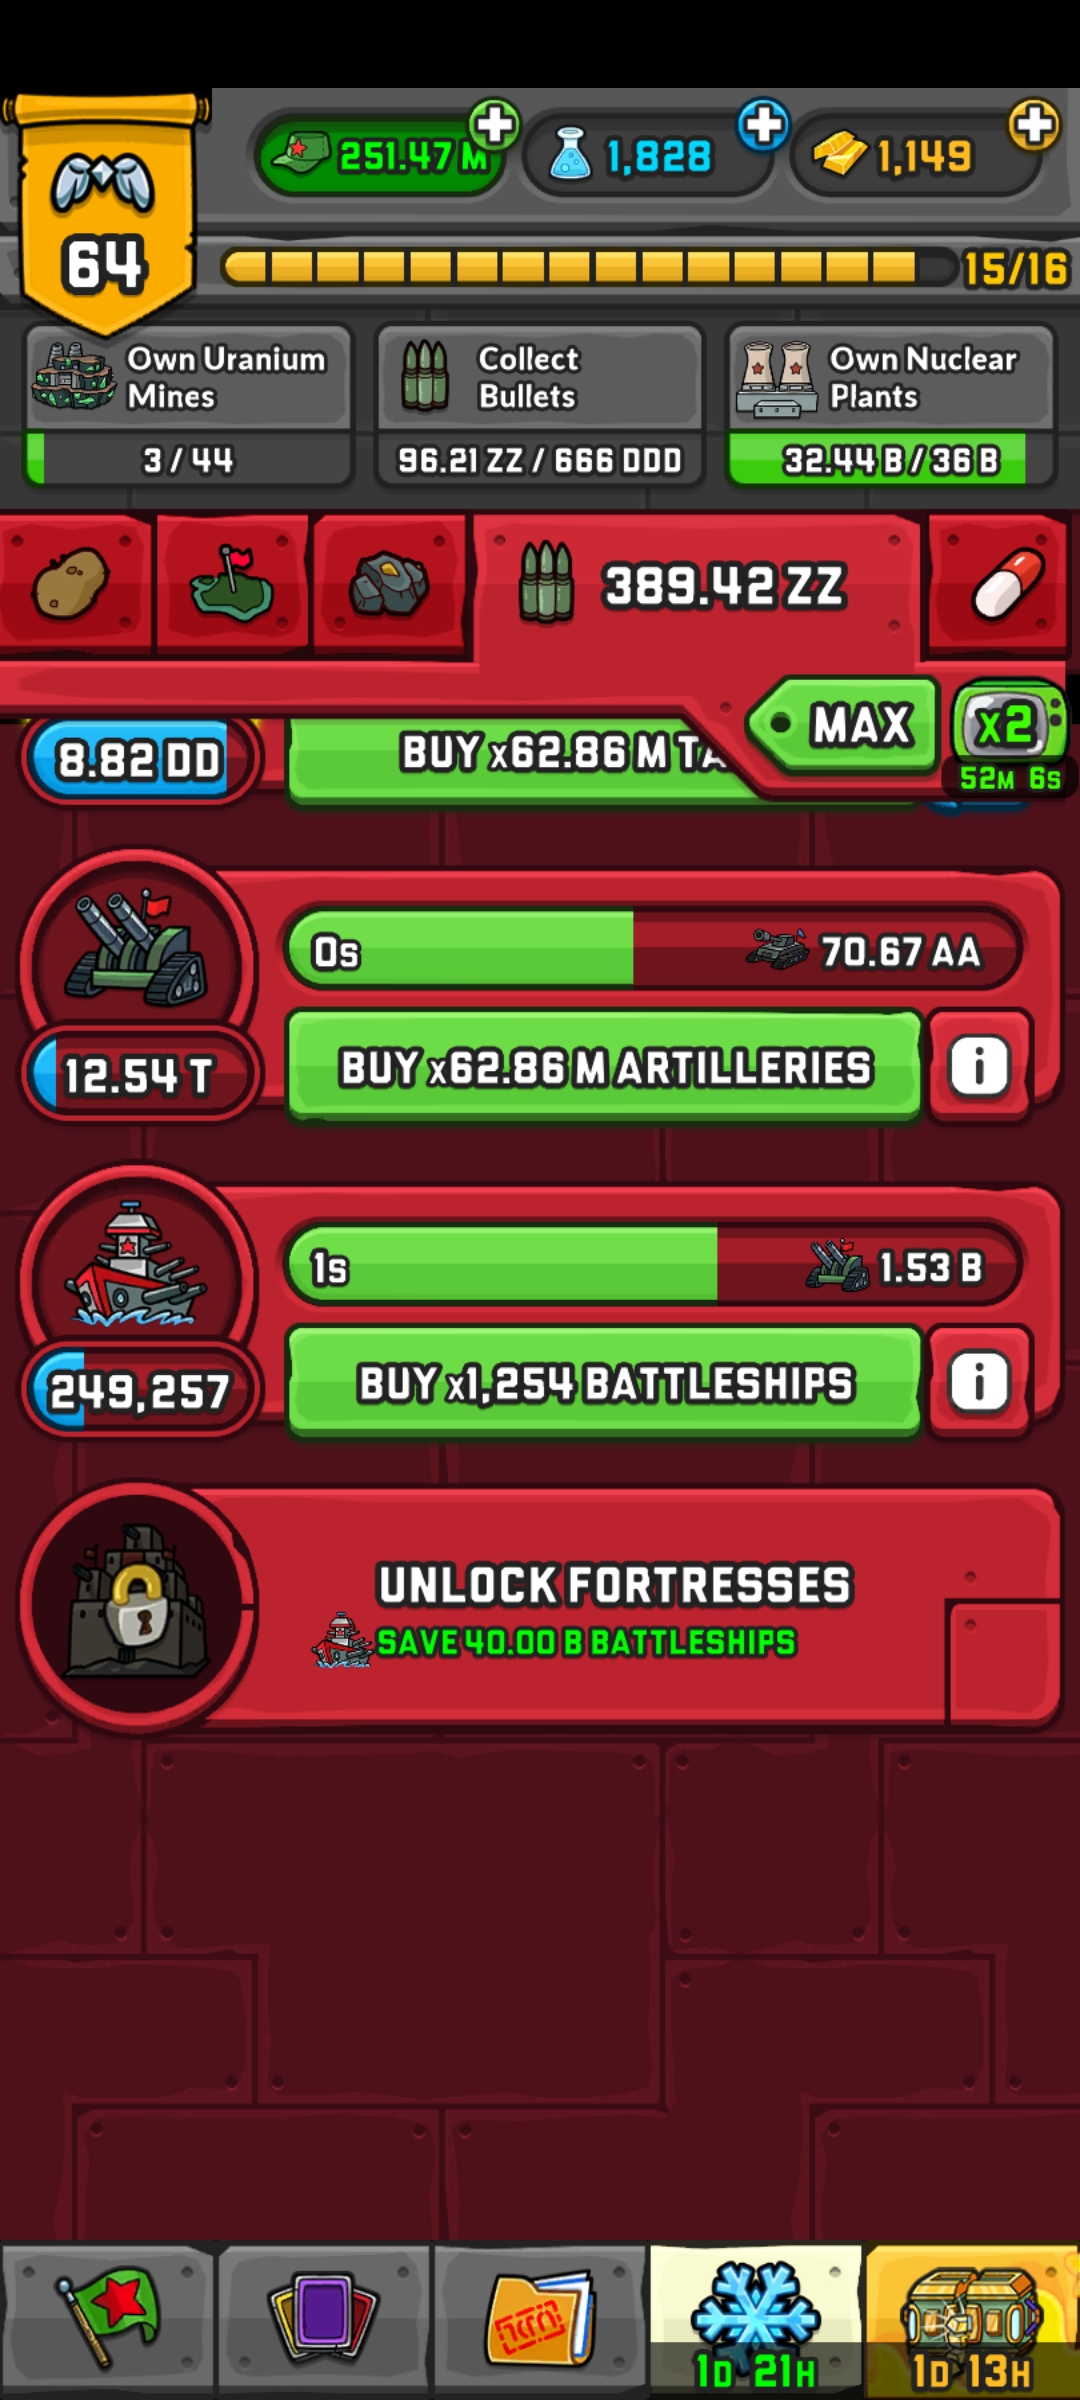 64
251.47 M
1,828
1,149
15/16
Own Uranium
Mines
3 / 44
Collect
Bullets
96.21 ZZ / 666 DDD
Own Nuclear
Plants
32.44 B / 36 B
389.42 ZZ
MAX
x2
52M 6S
8.82 DD
BUY x62.86 M TA
0s
70.67 AA
12.54 T
BUY x62.86 M ARTILLERIES
i
1s
1.53 B
249,257
BUY x1,254 BATTLESHIPS
i
UNLOCK FORTRESSES
SAVE 40.00 B BATTLESHIPS
1D 21H
1D 13H